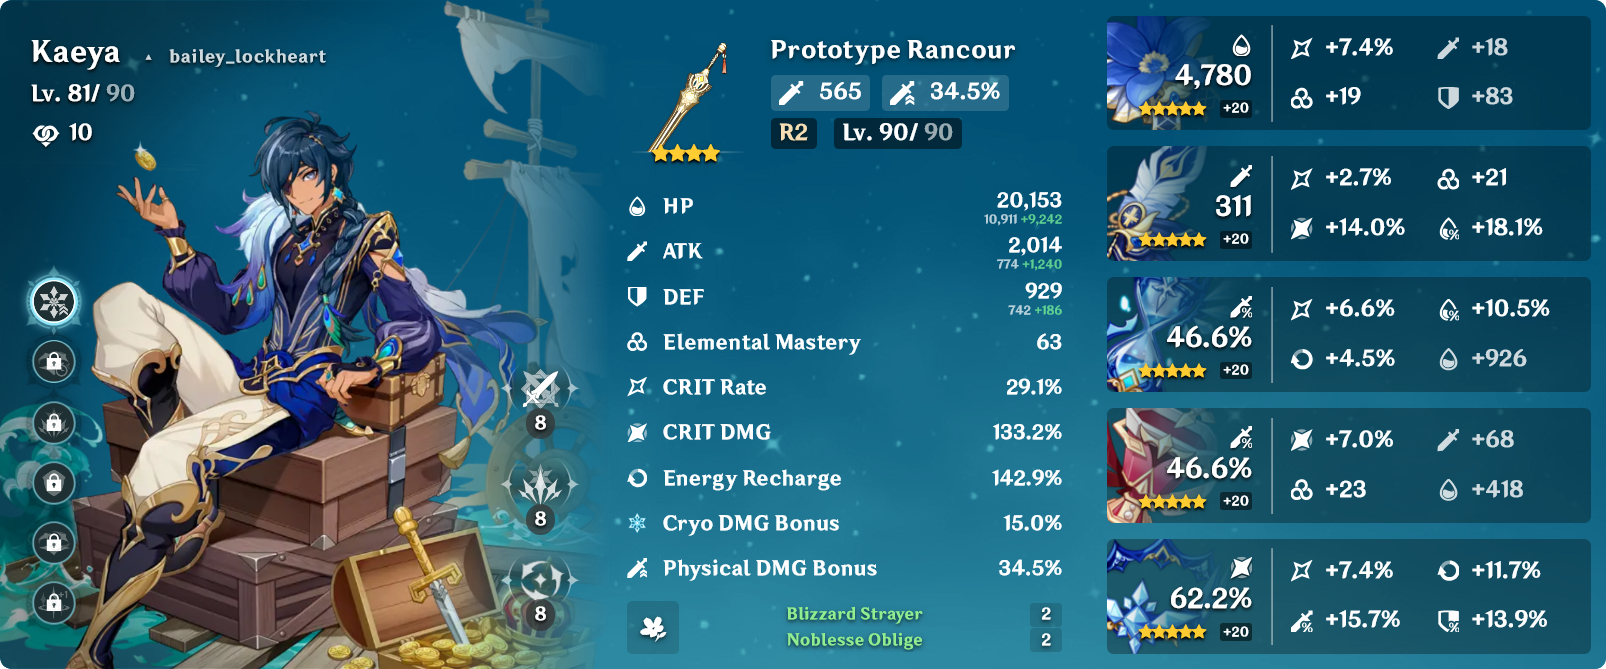 Kaeya ▲ bailey_lockheart
Lv. 81/ 90
10
8
8
8
Prototype Rancour
565 34.5%
R2 Lv. 90/ 90
HP 20,153
10,911 +9,242
ATK 2,014
774 +1,240
DEF 929
742 +186
Elemental Mastery 63
CRIT Rate 29.1%
CRIT DMG 133.2%
Energy Recharge 142.9%
Cryo DMG Bonus 15.0%
Physical DMG Bonus 34.5%
Blizzard Strayer 2
Noblesse Oblige 2
4,780
+20
+7.4% +18
+19 +83
311
+20
+2.7% +21
+14.0% +18.1%
46.6%
+20
+6.6% +10.5%
+4.5% +926
46.6%
+20
+7.0% +68
+23 +418
62.2%
+20
+7.4% +11.7%
+15.7% +13.9%